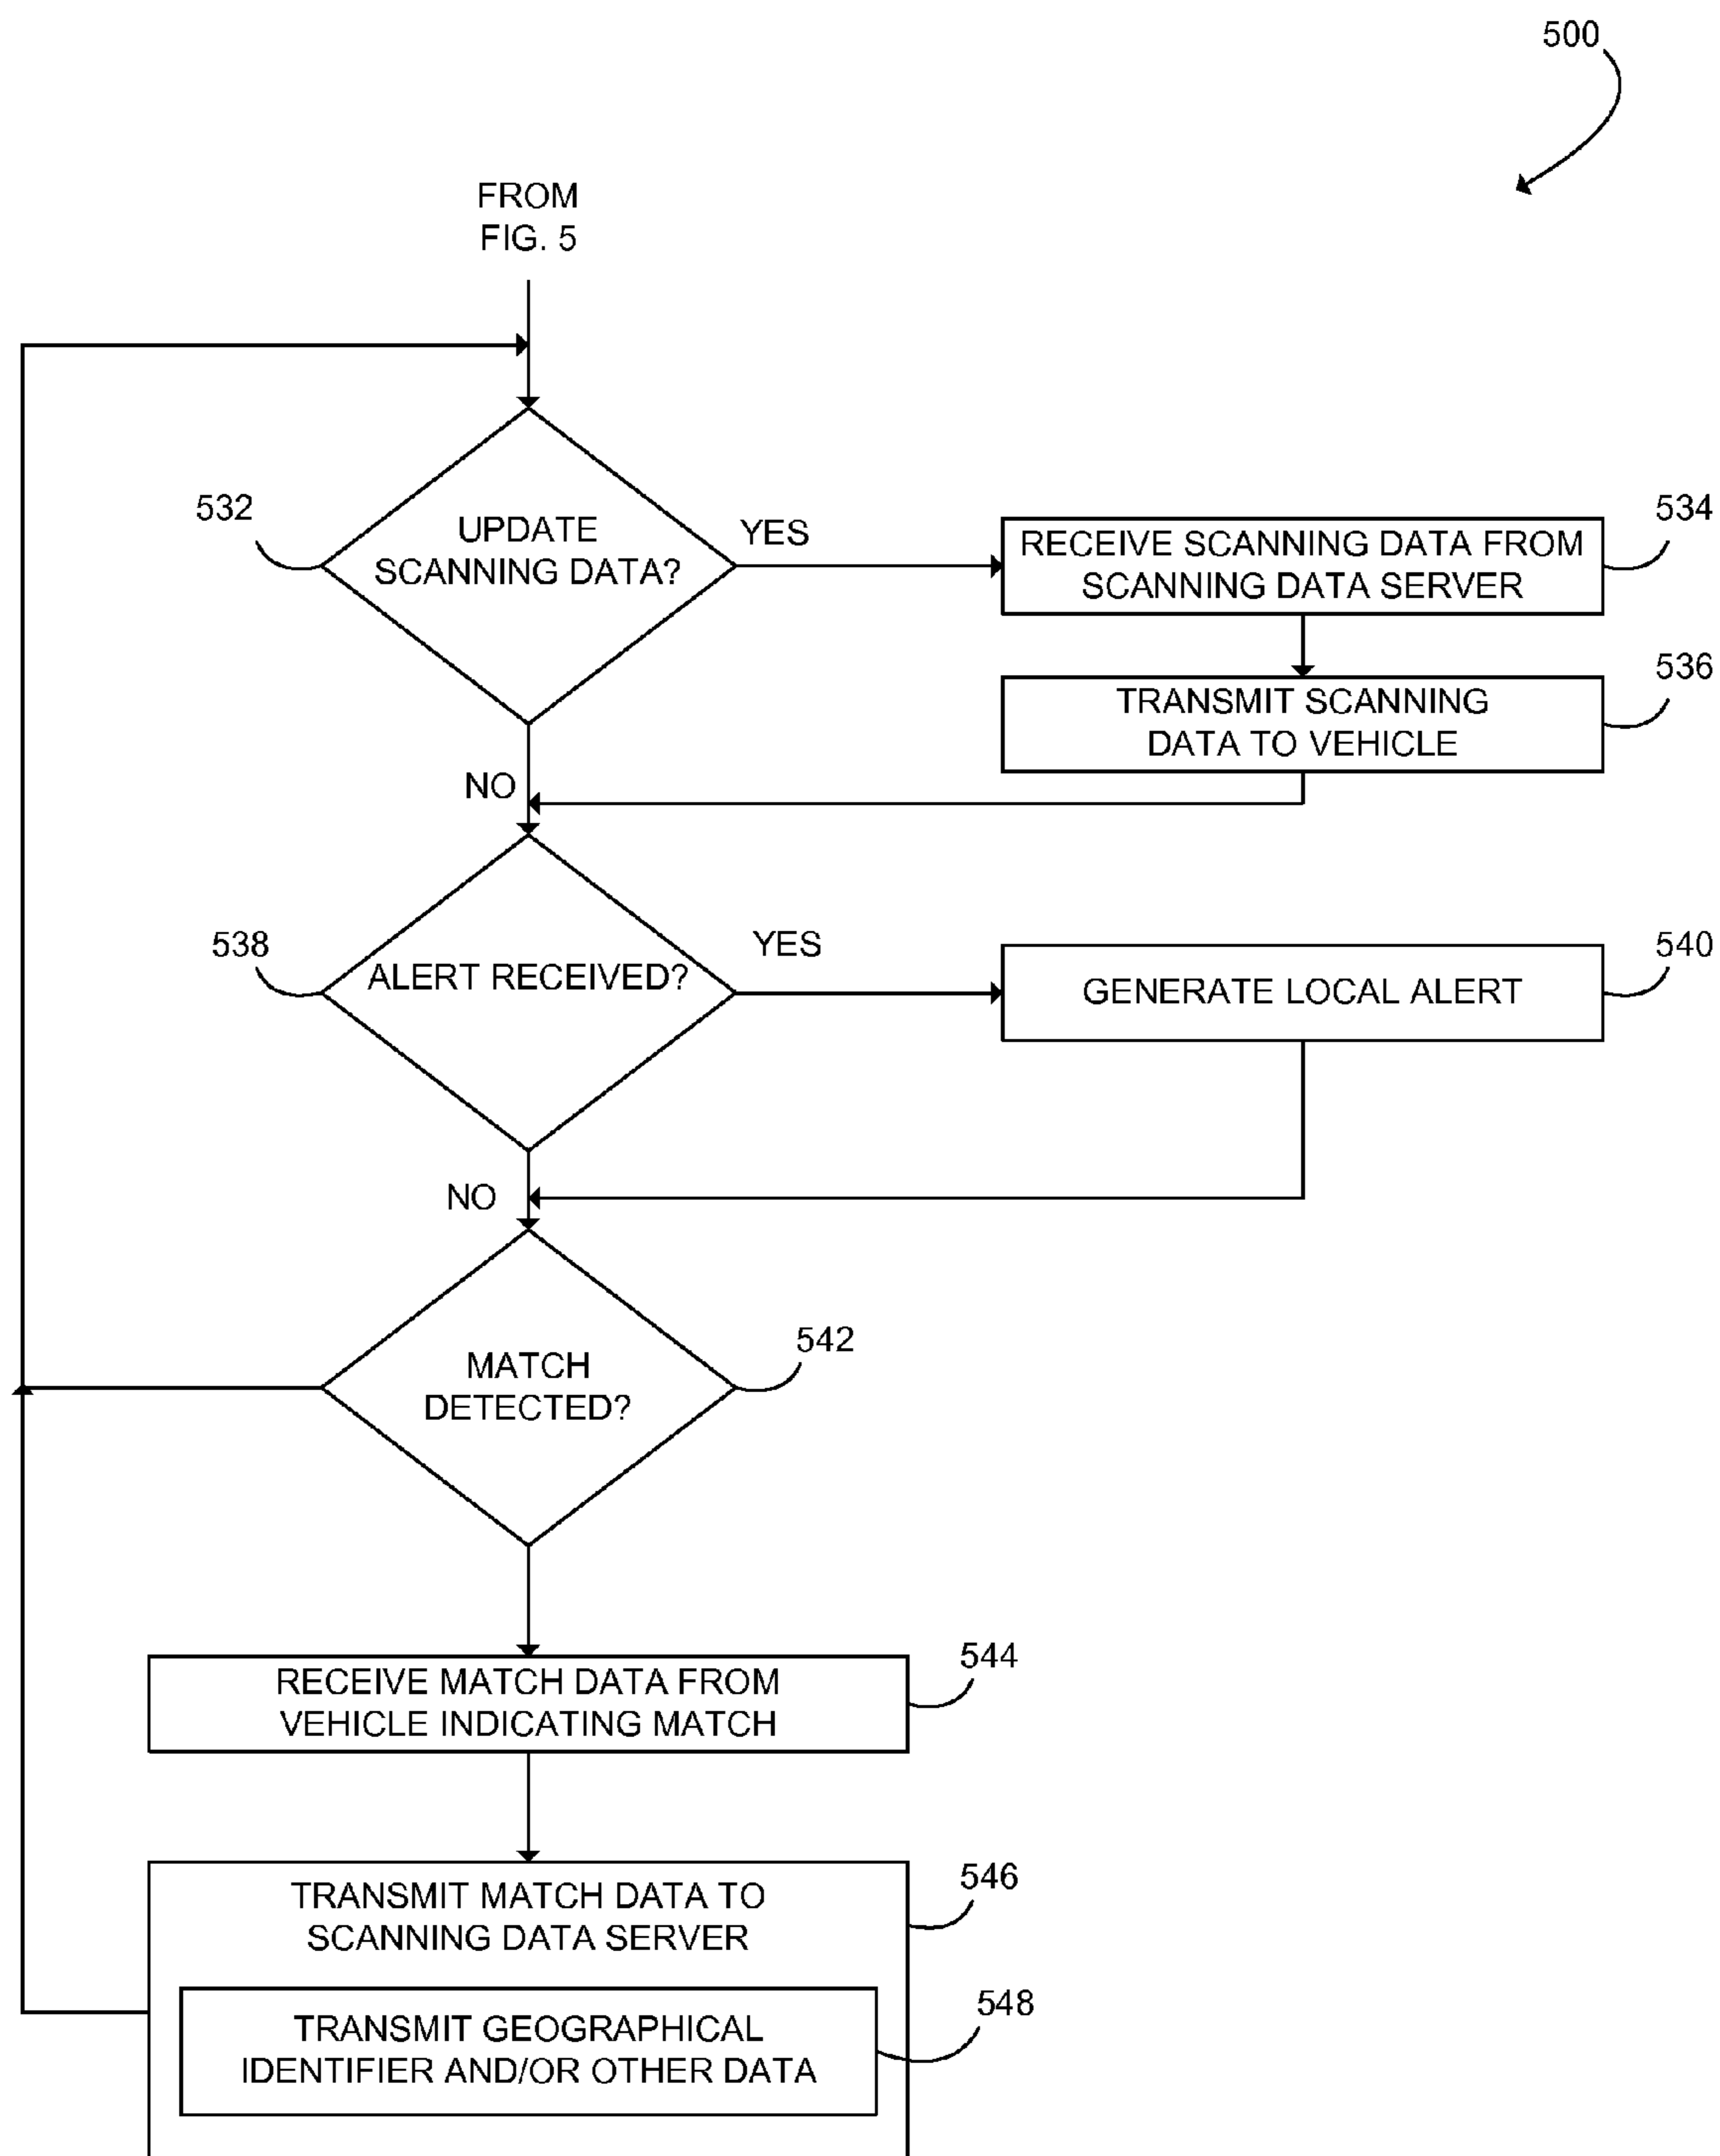 500
FROM
FIG. 5
532
UPDATE
SCANNING DATA?
YES
RECEIVE SCANNING DATA FROM
SCANNING DATA SERVER
534
TRANSMIT SCANNING
DATA TO VEHICLE
536
NO
538
ALERT RECEIVED?
YES
GENERATE LOCAL ALERT
540
NO
MATCH
DETECTED?
542
RECEIVE MATCH DATA FROM
VEHICLE INDICATING MATCH
544
TRANSMIT MATCH DATA TO
SCANNING DATA SERVER
546
TRANSMIT GEOGRAPHICAL
IDENTIFIER AND/OR OTHER DATA
548